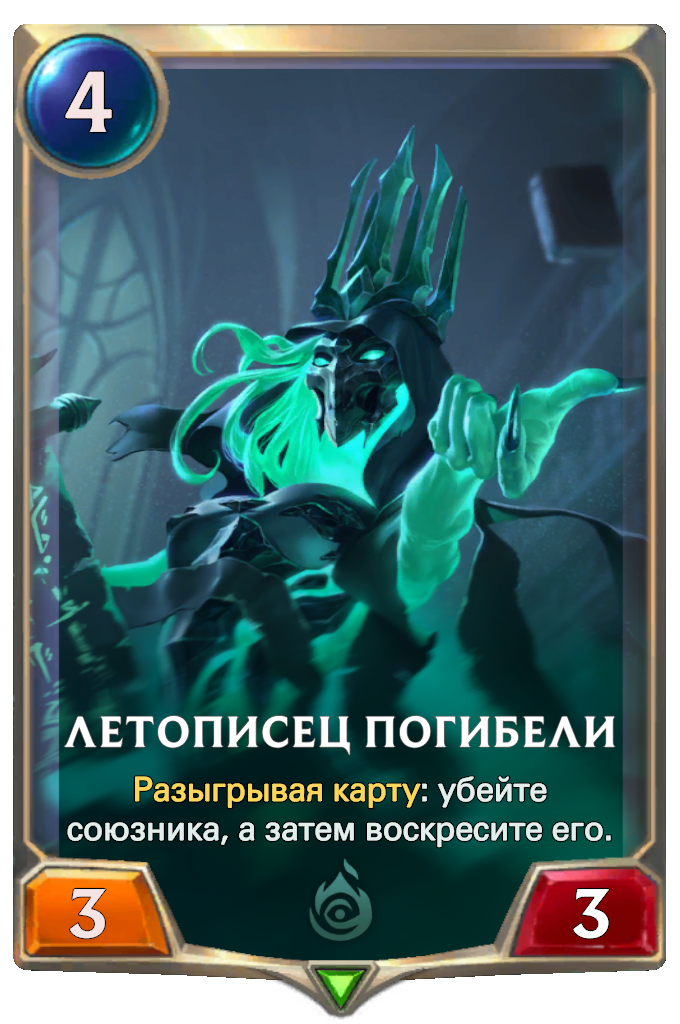 4
ЛЕТОПИСЕЦ ПОГИБЕЛИ
Разыгрывая карту: убейте
союзника, а затем воскресите его.
3
3